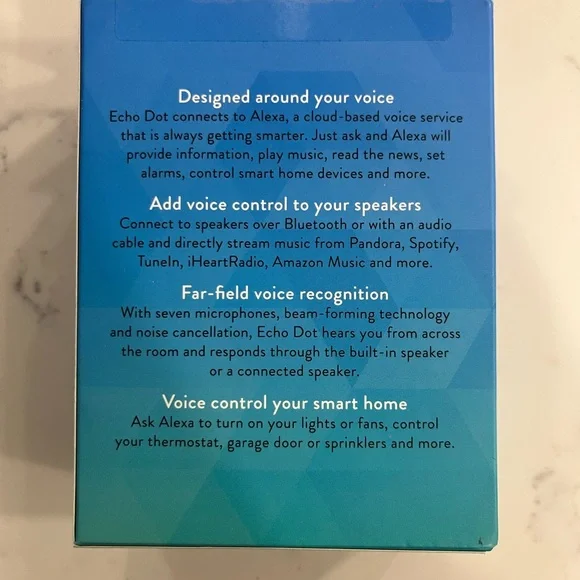 Designed around your voice
Echo Dot connects to Alexa, a cloud-based voice service
that is always getting smarter. Just ask and Alexa will
provide information, play music, read the news, set
alarms, control smart home devices and more.
Add voice control to your speakers
Connect to speakers over Bluetooth or with an audio
cable and directly stream music from Pandora, Spotify,
TuneIn, iHeartRadio, Amazon Music and more.
Far-field voice recognition
With seven microphones, beam-forming technology
and noise cancellation, Echo Dot hears you from across
the room and responds through the built-in speaker
or a connected speaker.
Voice control your smart home
Ask Alexa to turn on your lights or fans, control
your thermostat, garage door or sprinklers and more.